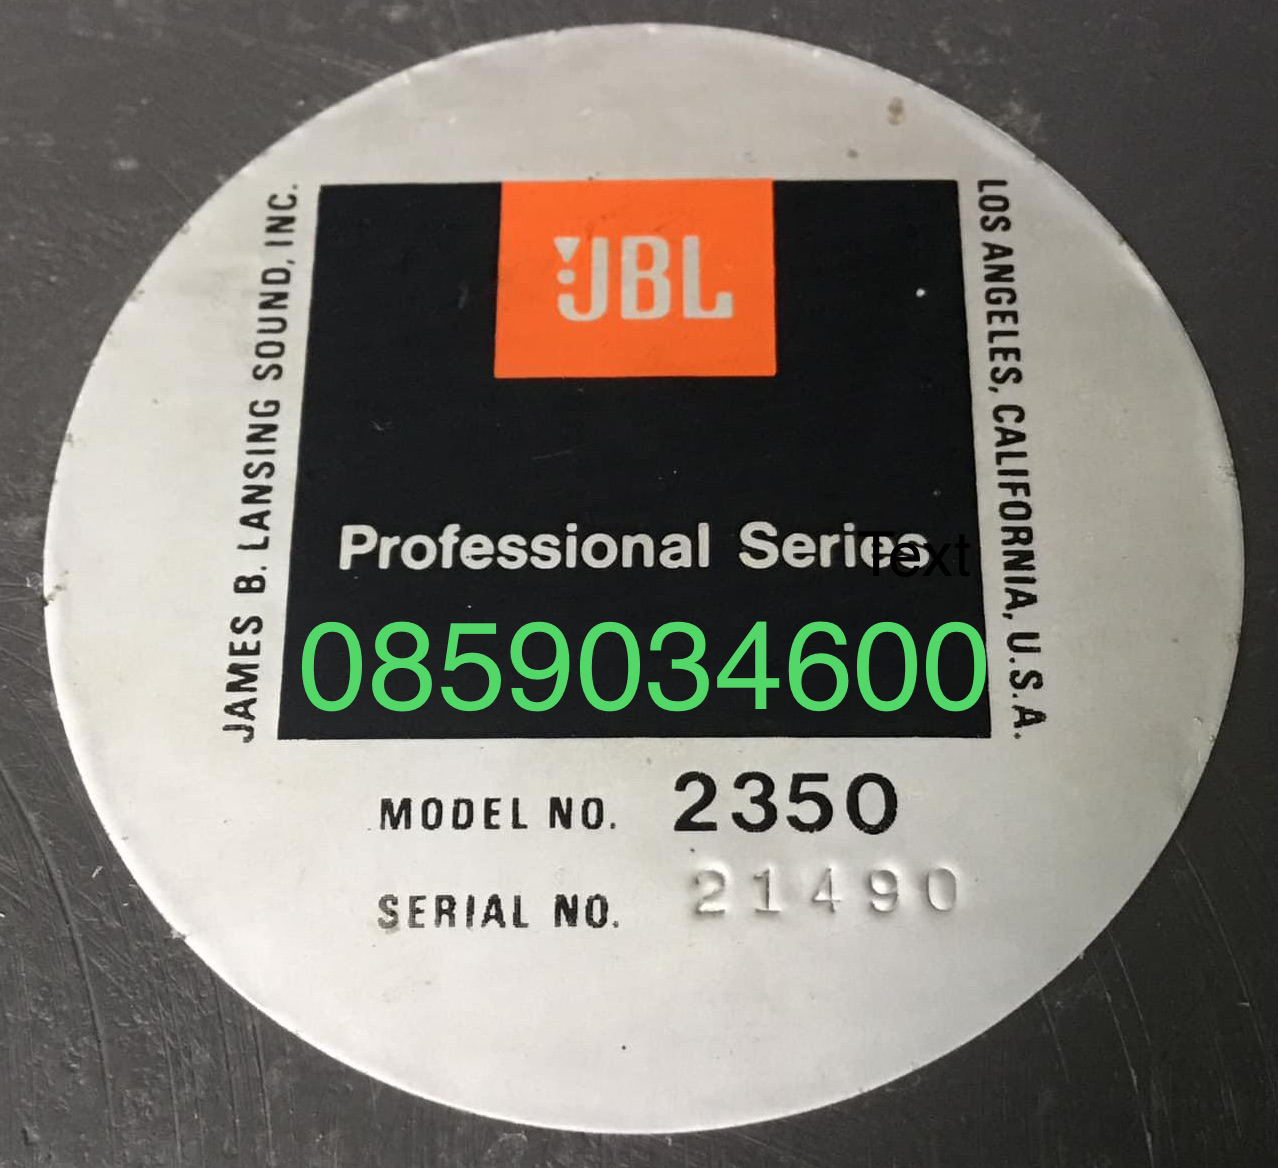 JBL
JAMES B. LANSING SOUND, INC.
LOS ANGELES, CALIFORNIA, U.S.A.
Professional Series
Text
0859034600
MODEL NO. 2350
SERIAL NO. 21490